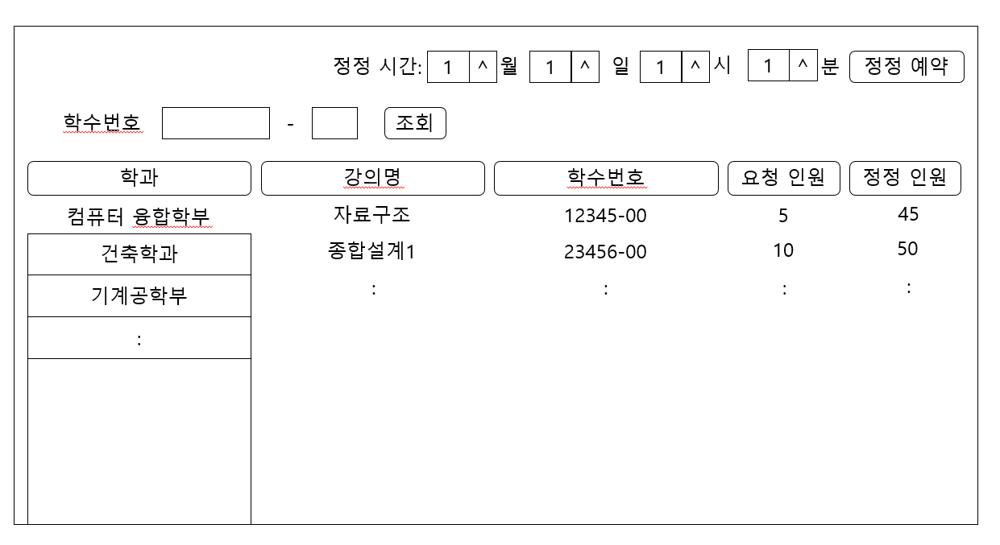 정정 시간: 1 ^ 월 1 ^ 일 1 ^ 시 1 ^ 분 정정 예약
학수번호 - 조회
학과 강의명 학수번호 요청 인원 정정 인원
컴퓨터 융합학부 자료구조 12345-00 5 45
건축학과 종합설계1 23456-00 10 50
기계공학부 : : : :
: